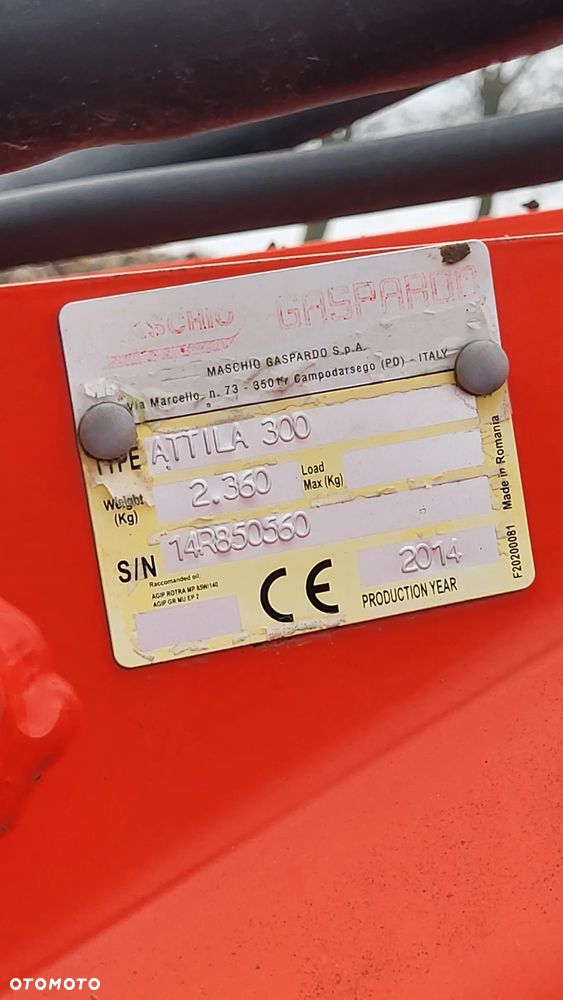 MASCHIO GASPARDO
MASCHIO GASPARDO S.p.A.
Via Marcello, n. 73 - 35011 Campodarsego (PD) - ITALY
TYPE ATTILA 300
Weight (Kg) 2.360 Load Max (Kg)
S/N 14R850560
Raccomanded oil:
AGIP ROTRA MP 85W/140
AGIP GR MU EP 2
CE
2014
PRODUCTION YEAR
F20200081 Made in Romania
OTOMOTO